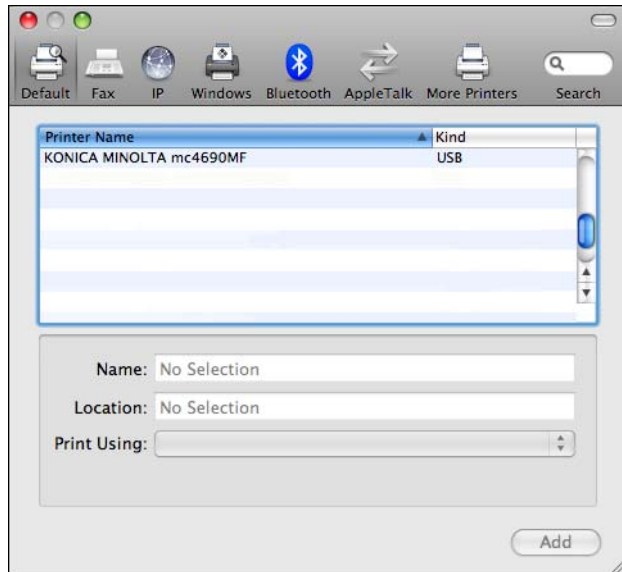 Default Fax IP Windows Bluetooth AppleTalk More Printers Search
Printer Name Kind
KONICA MINOLTA mc4690MF USB
Name: No Selection
Location: No Selection
Print Using:
Add